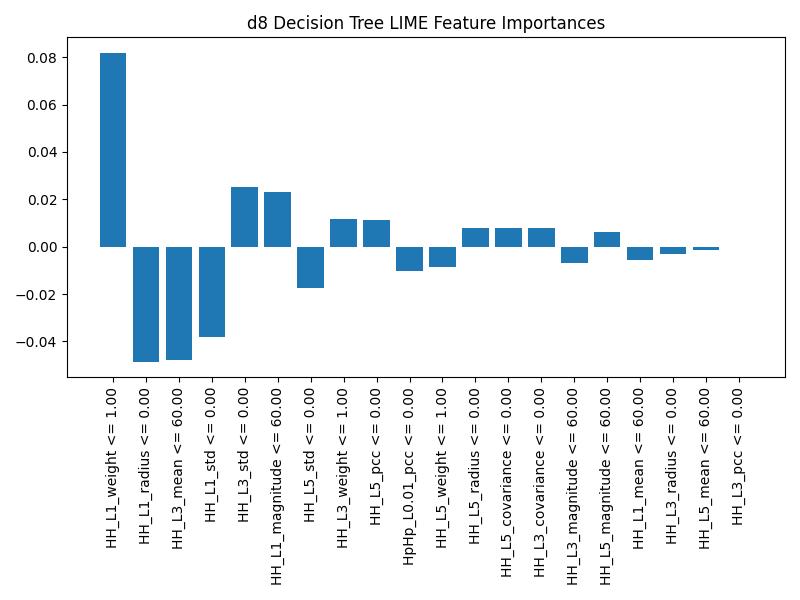 d8 Decision Tree LIME Feature Importances
0.08
0.06
0.04
0.02
0.00
−0.02
−0.04
HH_L1_weight <= 1.00
HH_L1_radius <= 0.00
HH_L3_mean <= 60.00
HH_L1_std <= 0.00
HH_L3_std <= 0.00
HH_L1_magnitude <= 60.00
HH_L5_std <= 0.00
HH_L3_weight <= 1.00
HH_L5_pcc <= 0.00
HpHp_L0.01_pcc <= 0.00
HH_L5_weight <= 1.00
HH_L5_radius <= 0.00
HH_L5_covariance <= 0.00
HH_L3_covariance <= 0.00
HH_L3_magnitude <= 60.00
HH_L5_magnitude <= 60.00
HH_L1_mean <= 60.00
HH_L3_radius <= 0.00
HH_L5_mean <= 60.00
HH_L3_pcc <= 0.00